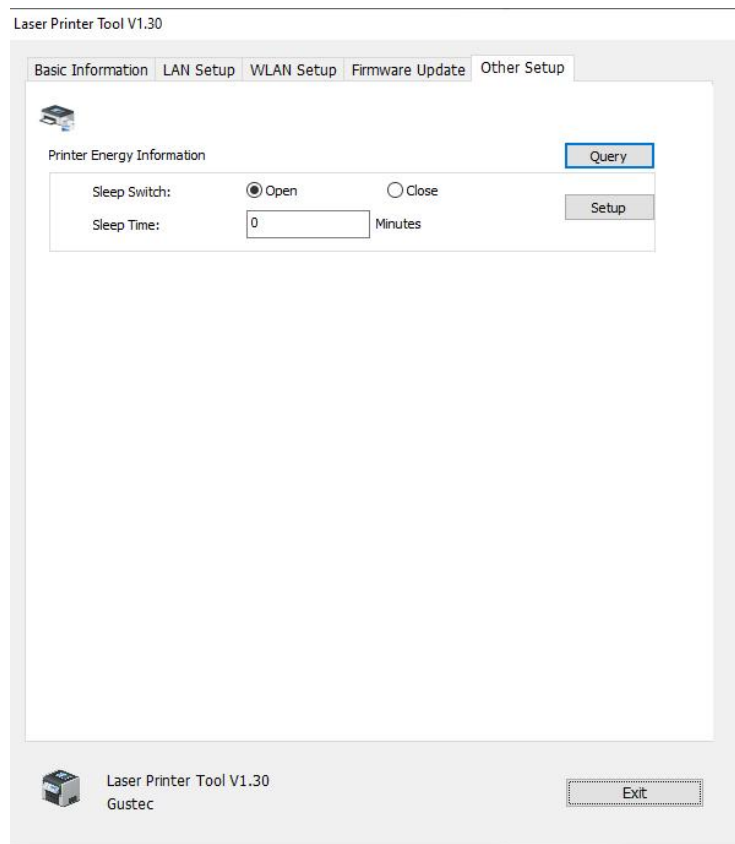 Laser Printer Tool V1.30
Basic Information LAN Setup WLAN Setup Firmware Update Other Setup
Printer Energy Information Query
Sleep Switch: Open Close
Setup
Sleep Time: 0 Minutes
Laser Printer Tool V1.30
Gustec
Exit